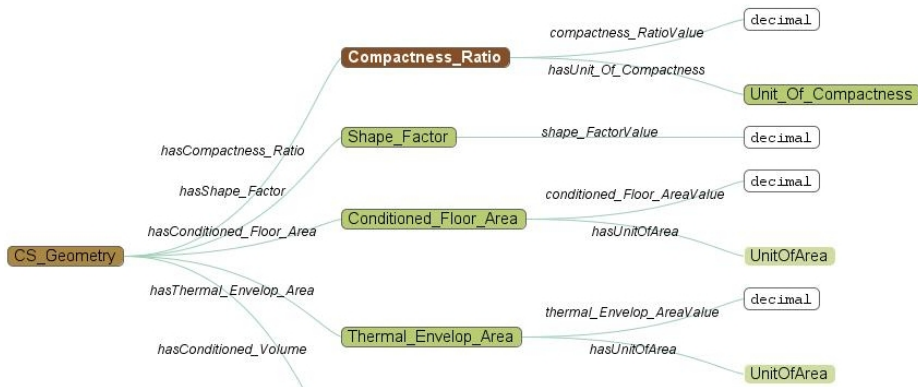 decimal
compactness_RatioValue
Compactness_Ratio
hasUnit_Of_Compactness
Unit_Of_Compactness
Shape_Factor
shape_FactorValue
decimal
hasCompactness_Ratio
decimal
hasShape_Factor
conditioned_Floor_AreaValue
Conditioned_Floor_Area
hasConditioned_Floor_Area
hasUnitOfArea
CS_Geometry
UnitOfArea
hasThermal_Envelop_Area
decimal
thermal_Envelop_AreaValue
Thermal_Envelop_Area
hasConditioned_Volume
hasUnitOfArea
UnitOfArea